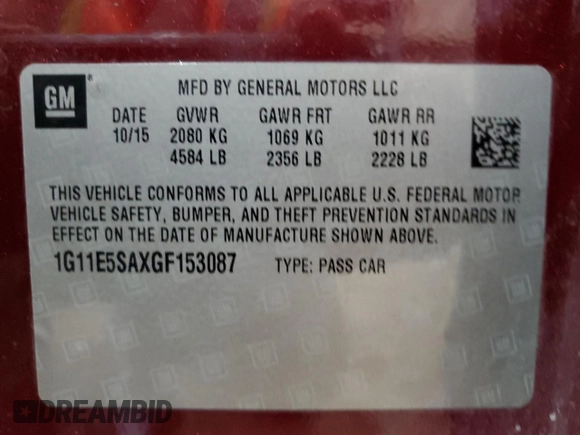 GM ®
MFD BY GENERAL MOTORS LLC
DATE GVWR GAWR FRT GAWR RR
10/15 2080 KG 1069 KG 1011 KG
4584 LB 2356 LB 2228 LB
THIS VEHICLE CONFORMS TO ALL APPLICABLE U.S. FEDERAL MOTOR
VEHICLE SAFETY, BUMPER, AND THEFT PREVENTION STANDARDS IN
EFFECT ON THE DATE OF MANUFACTURE SHOWN ABOVE.
1G11E5SAXGF153087 TYPE: PASS CAR
DREAMBID